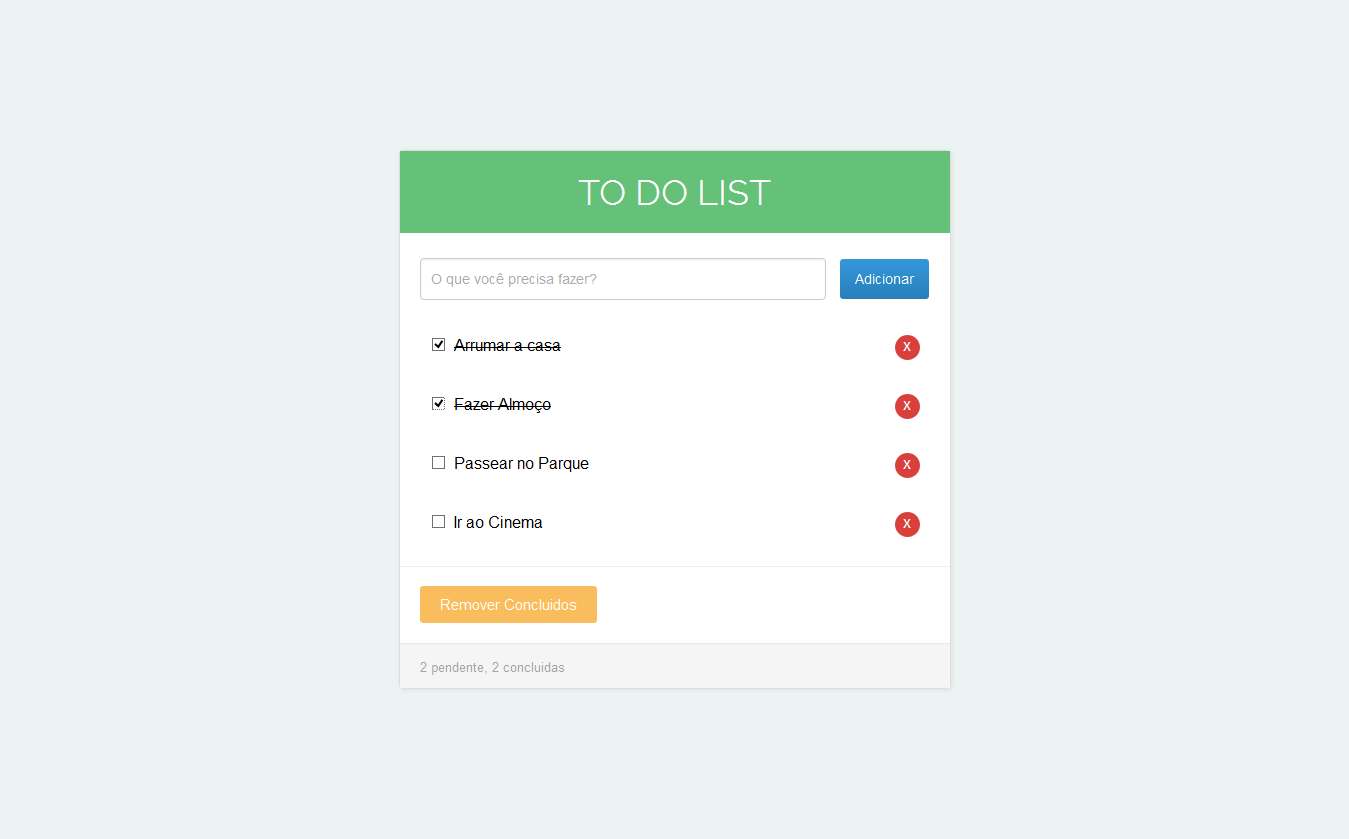 TO DO LIST
O que você precisa fazer?
Adicionar
Arrumar a casa
X
Fazer Almoço
X
Passear no Parque
X
Ir ao Cinema
X
Remover Concluidos
2 pendente, 2 concluidas